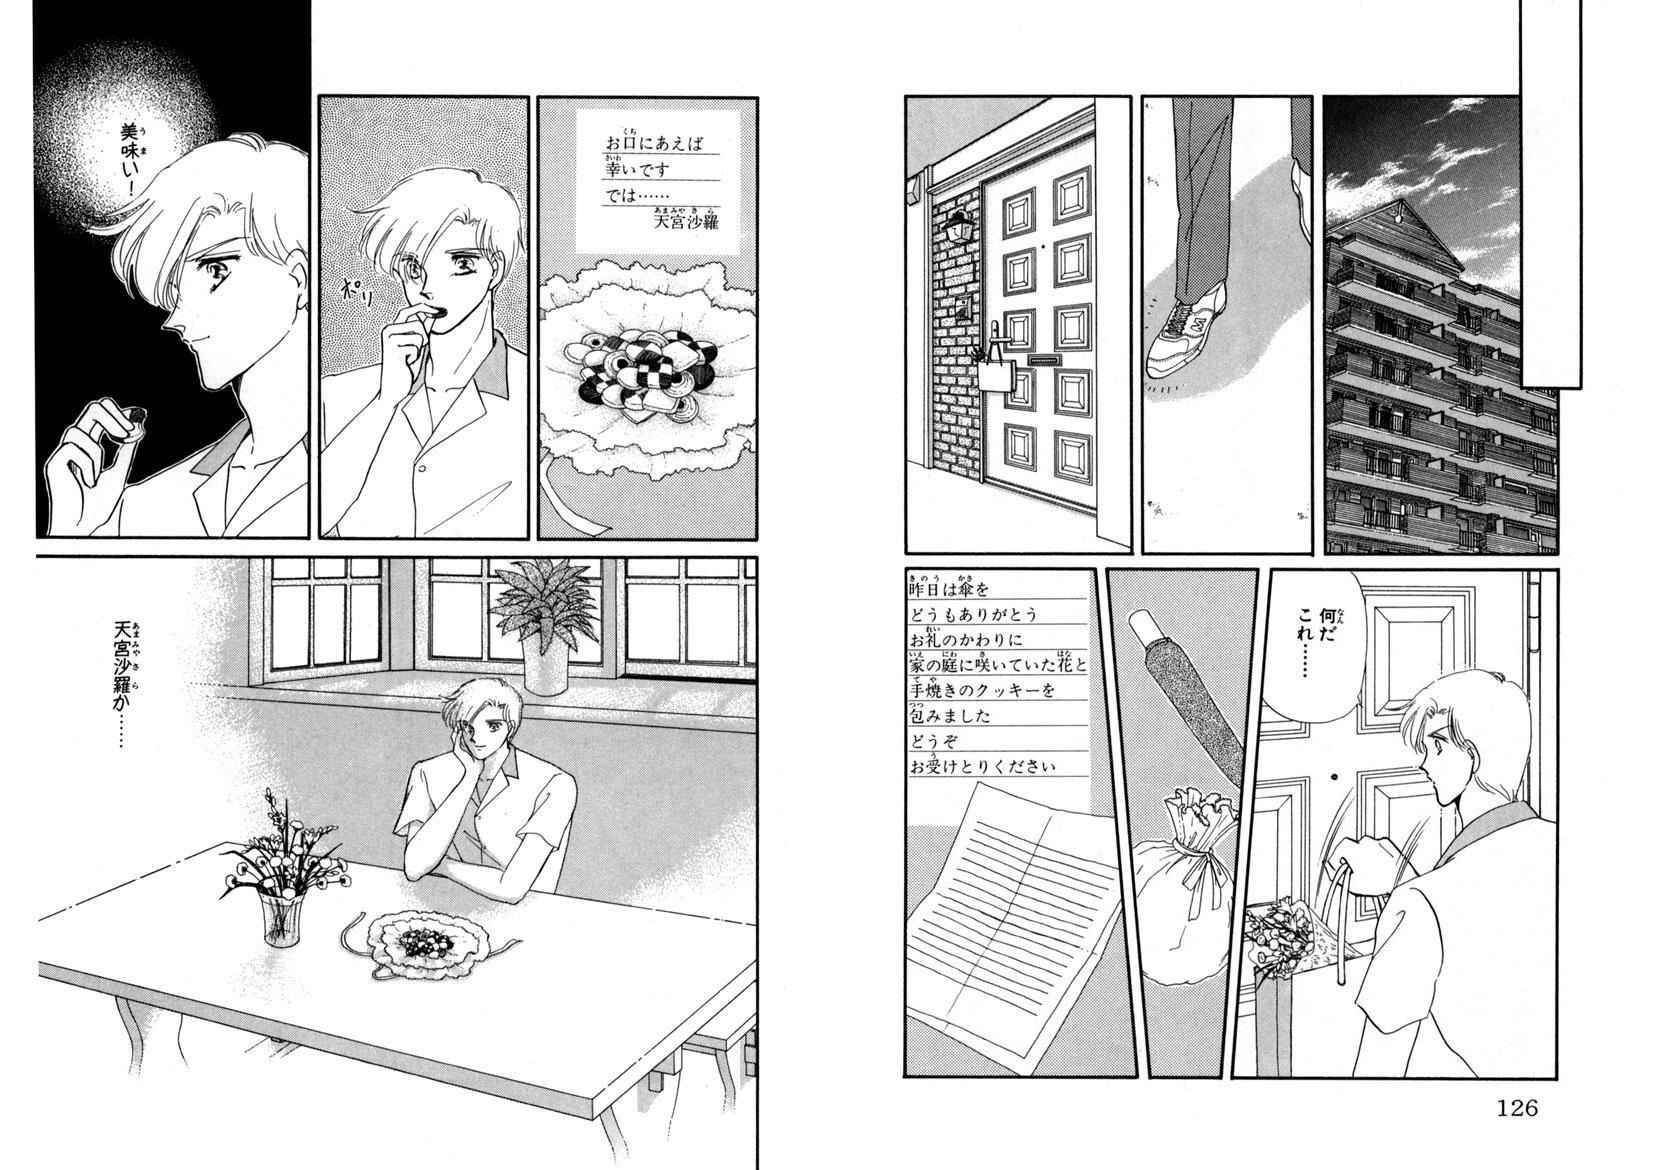 何だ
これ……
昨日は傘を
どうもありがとう
お礼のかわりに
家の庭に咲いていた花と
手焼きのクッキーを
包みました
どうぞ
お受けとりください
126
お口にあえば
幸いです
では……
天宮沙羅
ポリ
美味い！
天宮沙羅か……